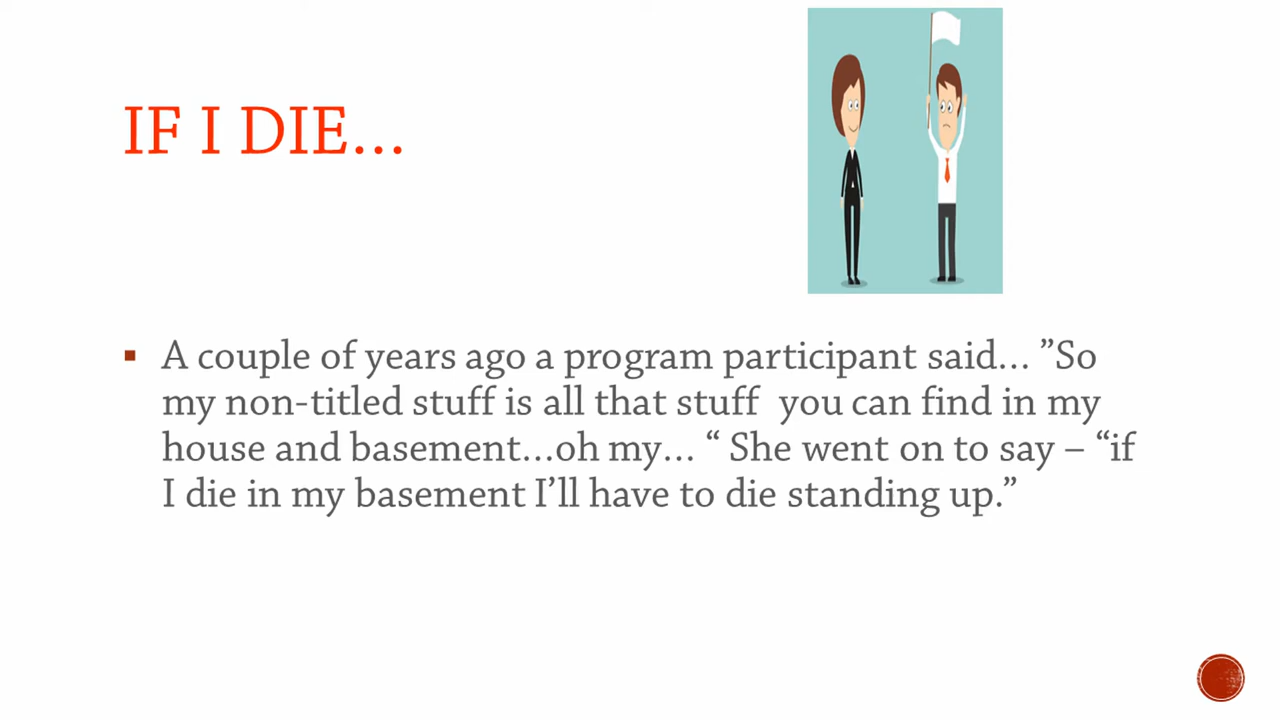 IF I DIE...
▪ A couple of years ago a program participant said... ”So
my non-titled stuff is all that stuff  you can find in my
house and basement...oh my... “ She went on to say – “if
I die in my basement I’ll have to die standing up.”